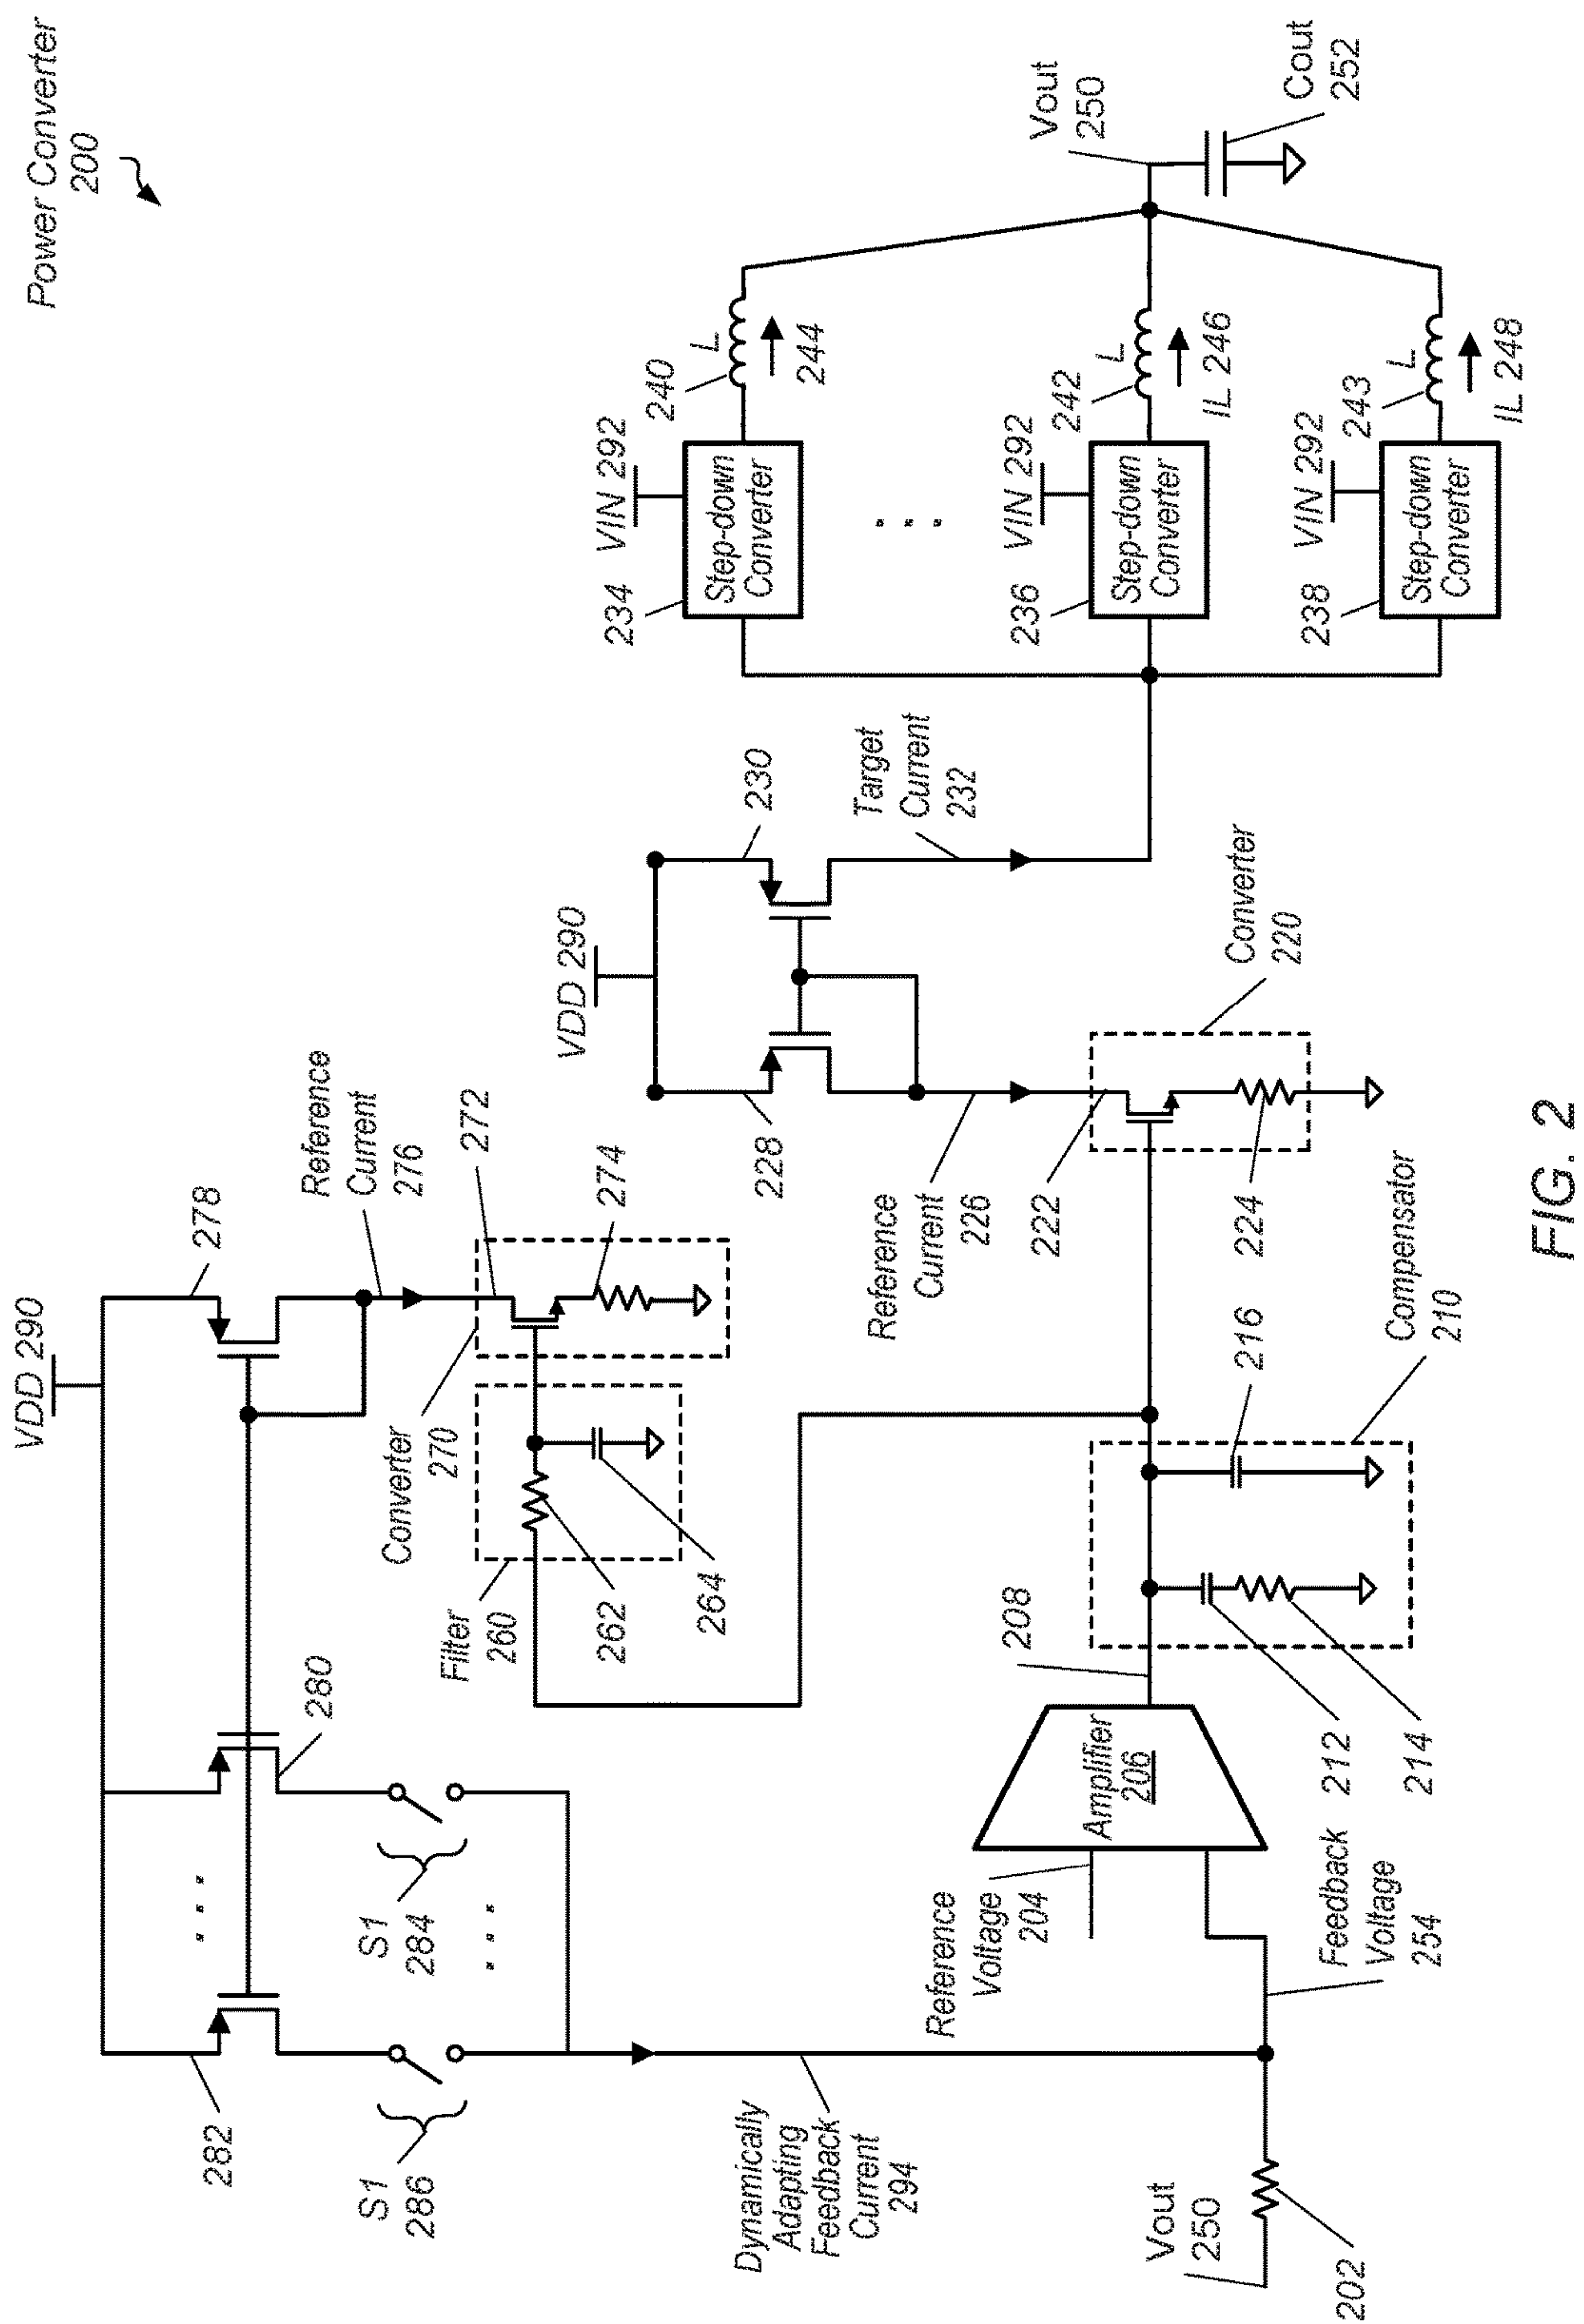 Power Converter
200
VDD 290
282
280
278
S1
286
S1
284
Reference
Current
276
Converter
270
272
274
Filter
260
262
264
Dynamically
Adapting
Feedback
Current
294
VDD 290
228
230
Reference
Current
226
Target
Current
232
222
224
Converter
220
VIN 292
234
Step-down
Converter
240
L
244
VIN 292
236
Step-down
Converter
242
L
IL 246
VIN 292
238
Step-down
Converter
243
L
IL 248
Vout
250
Cout
252
Reference
Voltage
204
Amplifier
206
208
212
214
216
Compensator
210
Feedback
Voltage
254
Vout
250
202
FIG. 2